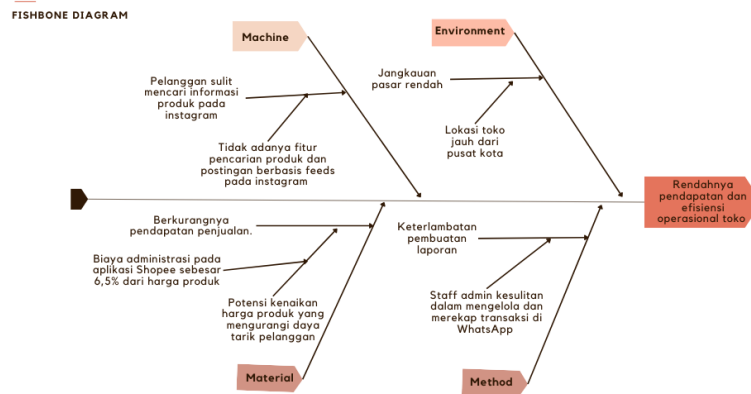 FISHBONE DIAGRAM
Machine
Environment
Pelanggan sulit
mencari informasi
produk pada
instagram
Jangkauan
pasar rendah
Tidak adanya fitur
pencarian produk dan
postingan berbasis feeds
pada instagram
Lokasi toko
jauh dari
pusat kota
Rendahnya
pendapatan dan
efisiensi
operasional toko
Berkurangnya
pendapatan penjualan.
Keterlambatan
pembuatan
laporan
Biaya administrasi pada
aplikasi Shopee sebesar
6,5% dari harga produk
Potensi kenaikan
harga produk yang
mengurangi daya
tarik pelanggan
Staff admin kesulitan
dalam mengelola dan
merekap transaksi di
WhatsApp
Material
Method